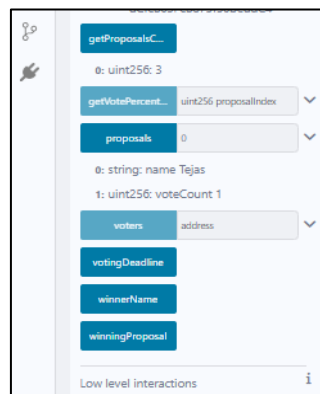 getProposalsC...
0: uint256: 3
getVotePercent... uint256 proposalIndex
proposals 0
0: string: name Tejas
1: uint256: voteCount 1
voters address
votingDeadline
winnerName
winningProposal
Low level interactions i